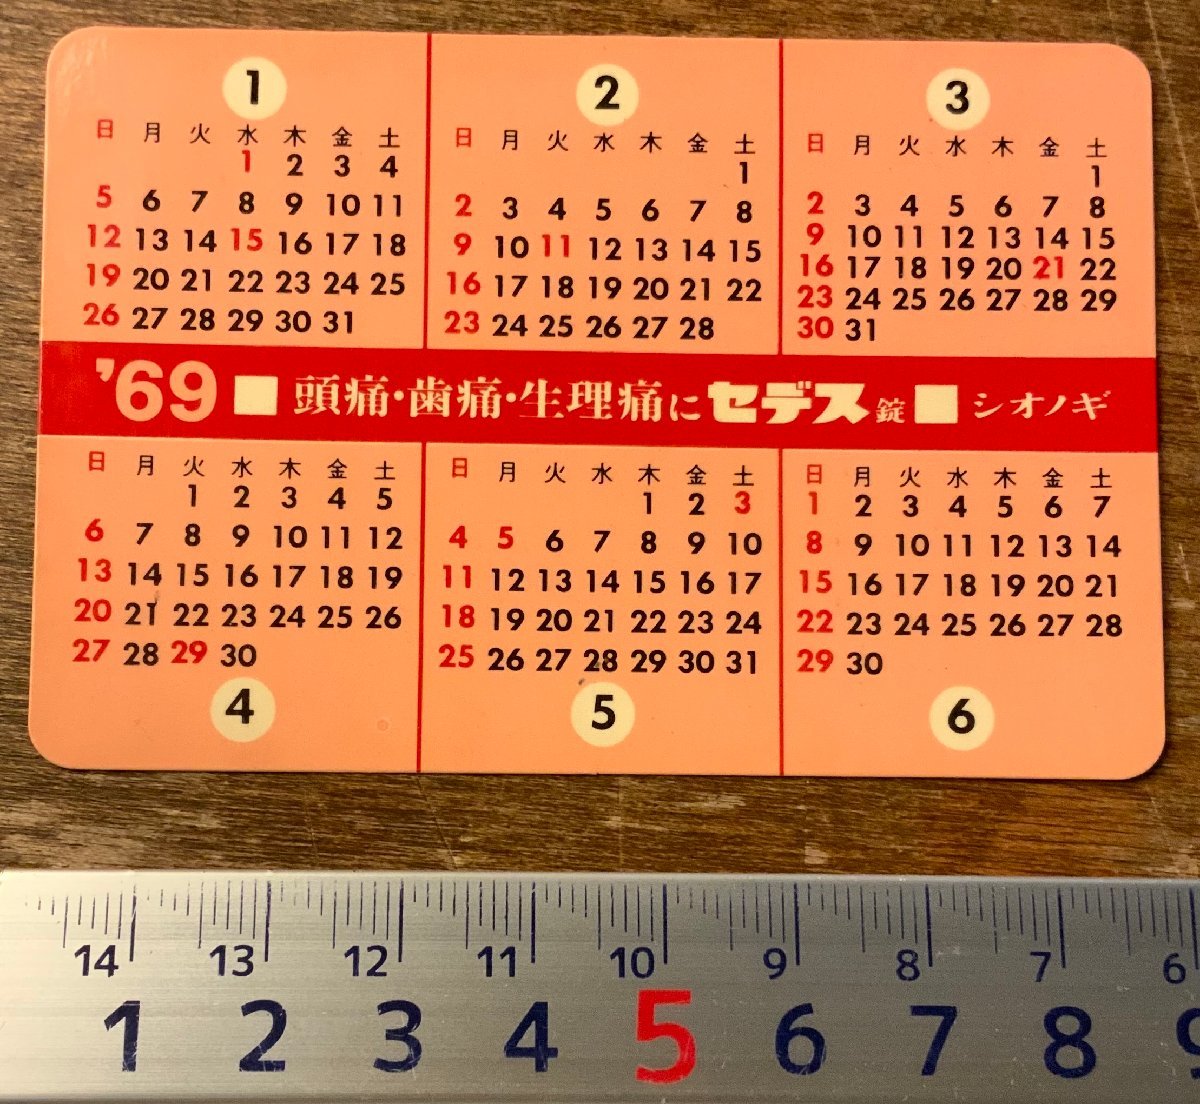 1
日 月 火 水 木 金 土
1 2 3 4
5 6 7 8 9 10 11
12 13 14 15 16 17 18
19 20 21 22 23 24 25
26 27 28 29 30 31
2
日 月 火 水 木 金 土
1
2 3 4 5 6 7 8
9 10 11 12 13 14 15
16 17 18 19 20 21 22
23 24 25 26 27 28
3
日 月 火 水 木 金 土
1
2 3 4 5 6 7 8
9 10 11 12 13 14 15
16 17 18 19 20 21 22
23 24 25 26 27 28 29
30 31
'69 ■ 頭痛・歯痛・生理痛にセデス錠 ■ シオノギ
日 月 火 水 木 金 土
1 2 3 4 5
6 7 8 9 10 11 12
13 14 15 16 17 18 19
20 21 22 23 24 25 26
27 28 29 30
4
日 月 火 水 木 金 土
1 2 3
4 5 6 7 8 9 10
11 12 13 14 15 16 17
18 19 20 21 22 23 24
25 26 27 28 29 30 31
5
日 月 火 水 木 金 土
1 2 3 4 5 6 7
8 9 10 11 12 13 14
15 16 17 18 19 20 21
22 23 24 25 26 27 28
29 30
6
14 13 12 11 10 9 8 7 6
1 2 3 4 5 6 7 8 9